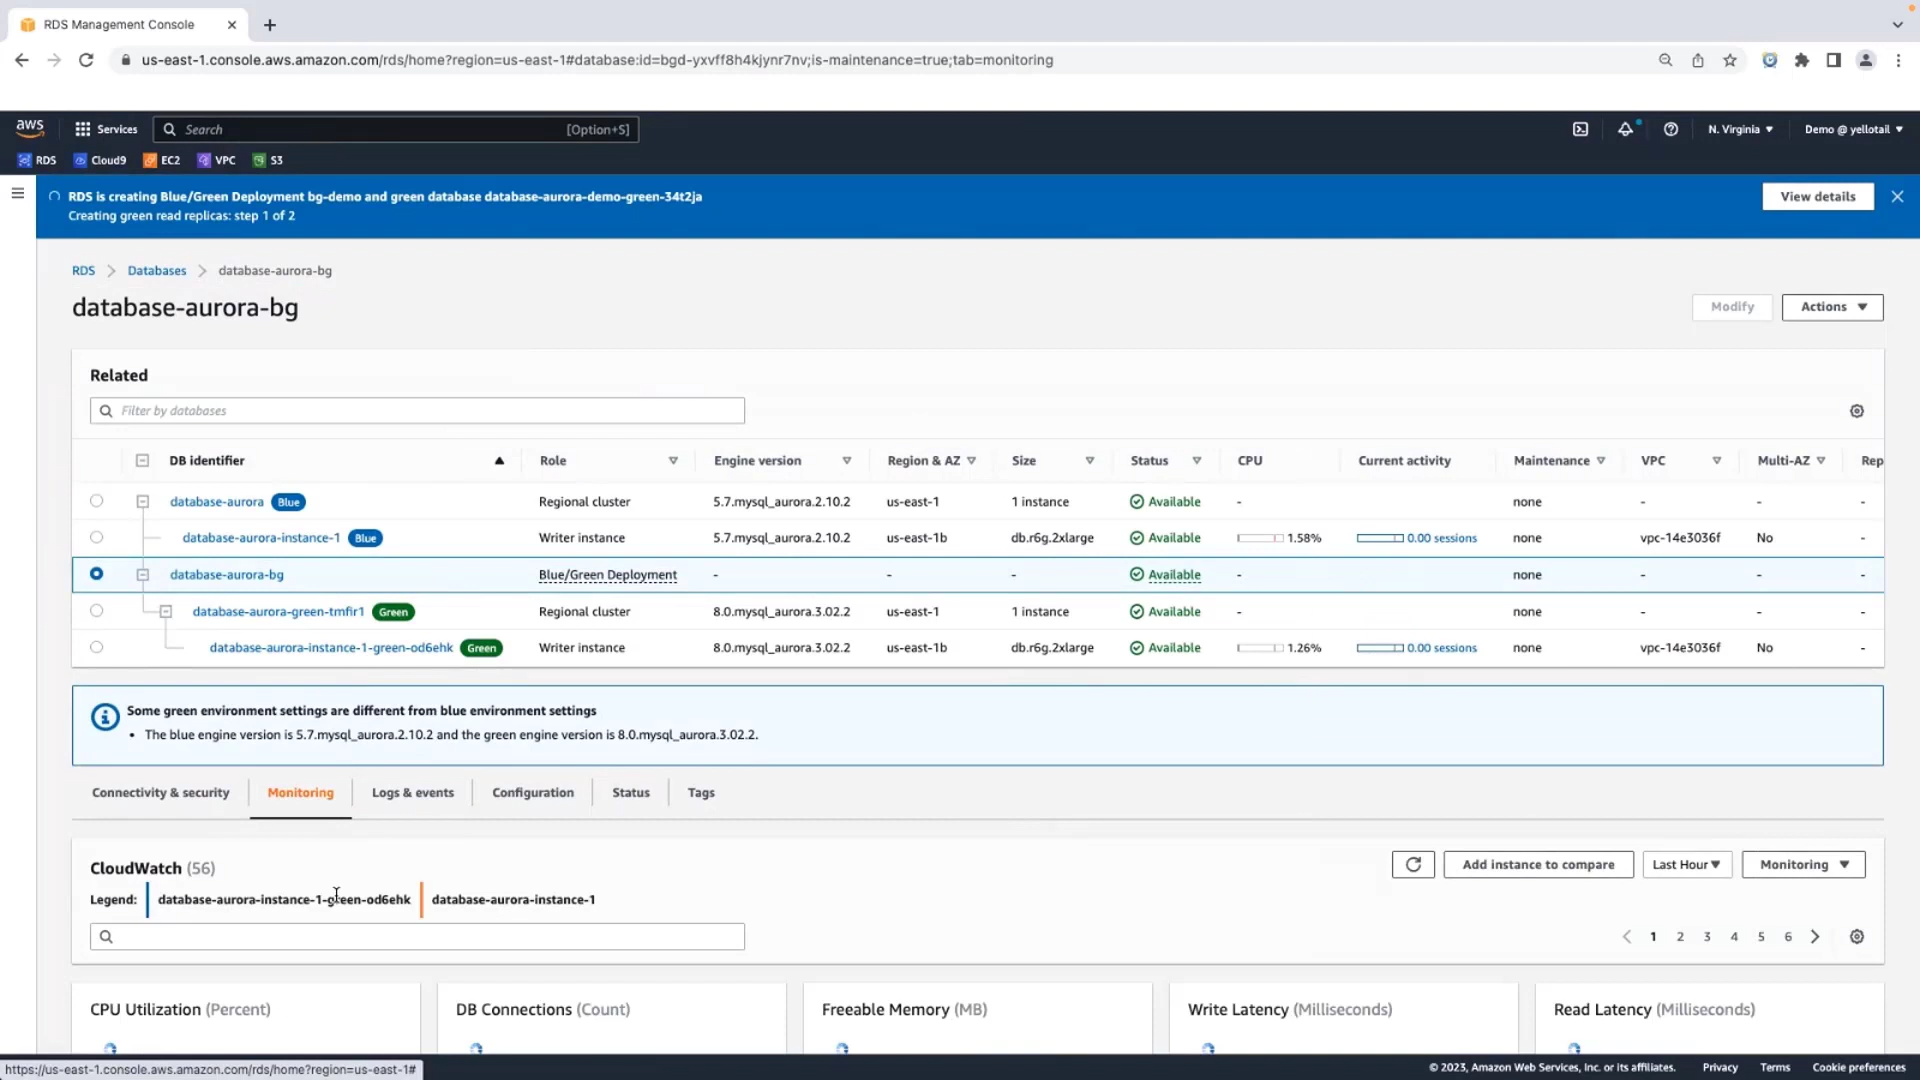 RDS Management Console
us-east-1.console.aws.amazon.com/rds/home?region=us-east-1#database:id=bgd-yxvff8h4kjynr7nv;is-maintenance=true;tab=monitoring
aws Services Search [Option+S] N. Virginia Demo @ yellotail
RDS Cloud9 EC2 VPC S3
RDS is creating Blue/Green Deployment bg-demo and green database database-aurora-demo-green-34t2ja
View details
Creating green read replicas: step 1 of 2
RDS Databases database-aurora-bg
database-aurora-bg
Modify Actions
Related
Filter by databases
DB identifier Role Engine version Region & AZ Size Status CPU Current activity Maintenance VPC Multi-AZ Rep
database-aurora Blue Regional cluster 5.7.mysql_aurora.2.10.2 us-east-1 1 instance Available - none - - -
database-aurora-instance-1 Blue Writer instance 5.7.mysql_aurora.2.10.2 us-east-1b db.r6g.2xlarge Available 1.58% 0.00 sessions none vpc-14e3036f No -
database-aurora-bg Blue/Green Deployment - - - Available - none - - -
database-aurora-green-tmfir1 Green Regional cluster 8.0.mysql_aurora.3.02.2 us-east-1 1 instance Available - none - - -
database-aurora-instance-1-green-od6ehk Green Writer instance 8.0.mysql_aurora.3.02.2 us-east-1b db.r6g.2xlarge Available 1.26% 0.00 sessions none vpc-14e3036f No -
Some green environment settings are different from blue environment settings
• The blue engine version is 5.7.mysql_aurora.2.10.2 and the green engine version is 8.0.mysql_aurora.3.02.2.
Connectivity & security Monitoring Logs & events Configuration Status Tags
CloudWatch (56)
Add instance to compare Last Hour Monitoring
Legend: database-aurora-instance-1-green-od6ehk database-aurora-instance-1
1 2 3 4 5 6
CPU Utilization (Percent) DB Connections (Count) Freeable Memory (MB) Write Latency (Milliseconds) Read Latency (Milliseconds)
https://us-east-1.console.aws.amazon.com/rds/home?region=us-east-1#
© 2023, Amazon Web Services, Inc. or its affiliates. Privacy Terms Cookie preferences